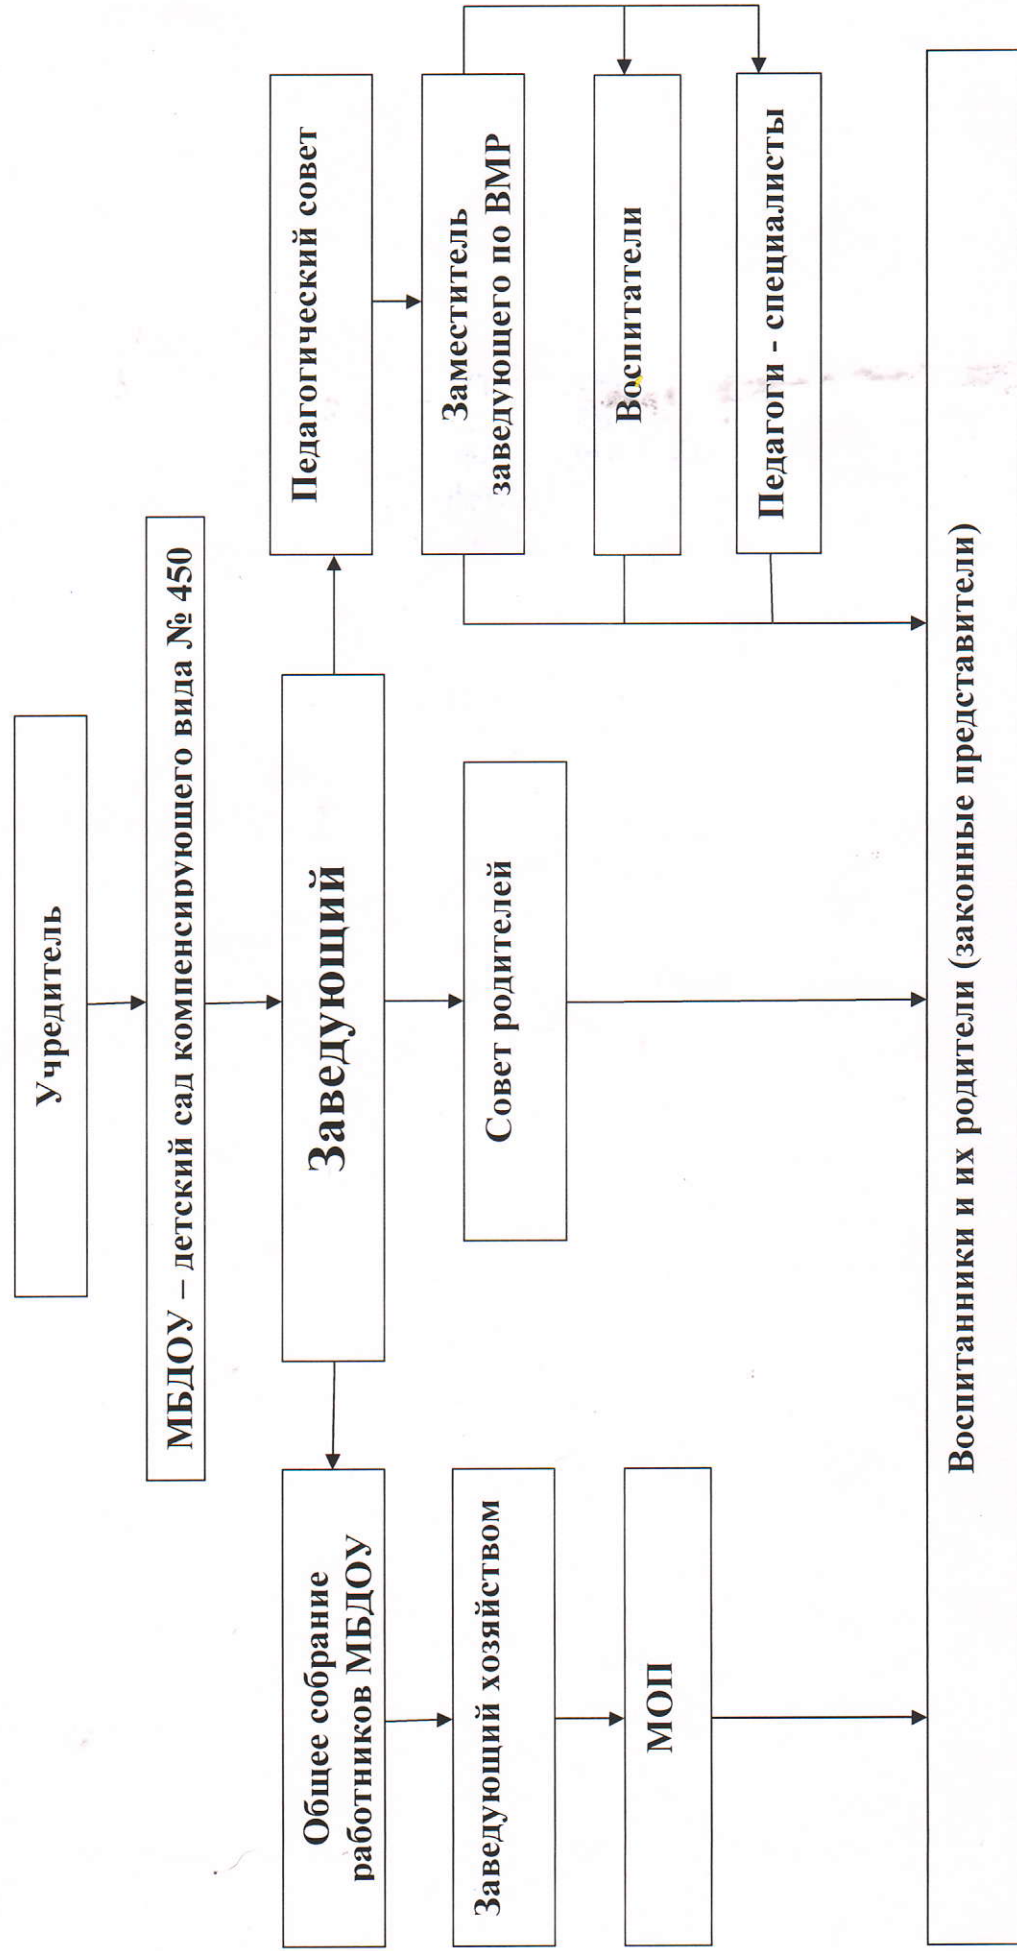 Учредитель
МБДОУ – детский сад компенсирующего вида № 450
Заведующий
Общее собрание
работников МБДОУ
Заведующий хозяйством
МОП
Совет родителей
Педагогический совет
Заместитель
заведующего по ВМР
Воспитатели
Педагоги - специалисты
Воспитанники и их родители (законные представители)